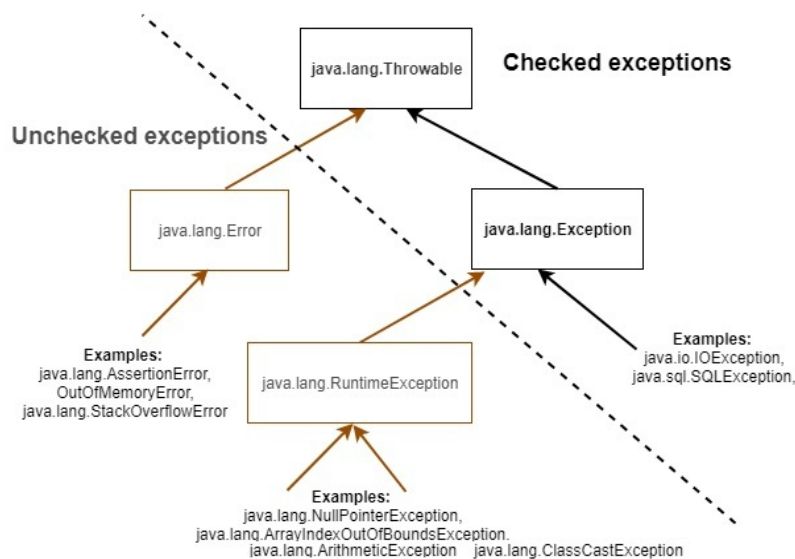 java.lang.Throwable
Checked exceptions
Unchecked exceptions
java.lang.Error
java.lang.Exception
Examples:
java.lang.AssertionError,
OutOfMemoryError,
java.lang.StackOverflowError
java.lang.RuntimeException
Examples:
java.io.IOException,
java.sql.SQLException,
Examples:
java.lang.NullPointerException,
java.lang.ArrayIndexOutOfBoundsException.
java.lang.ArithmeticException java.lang.ClassCastException